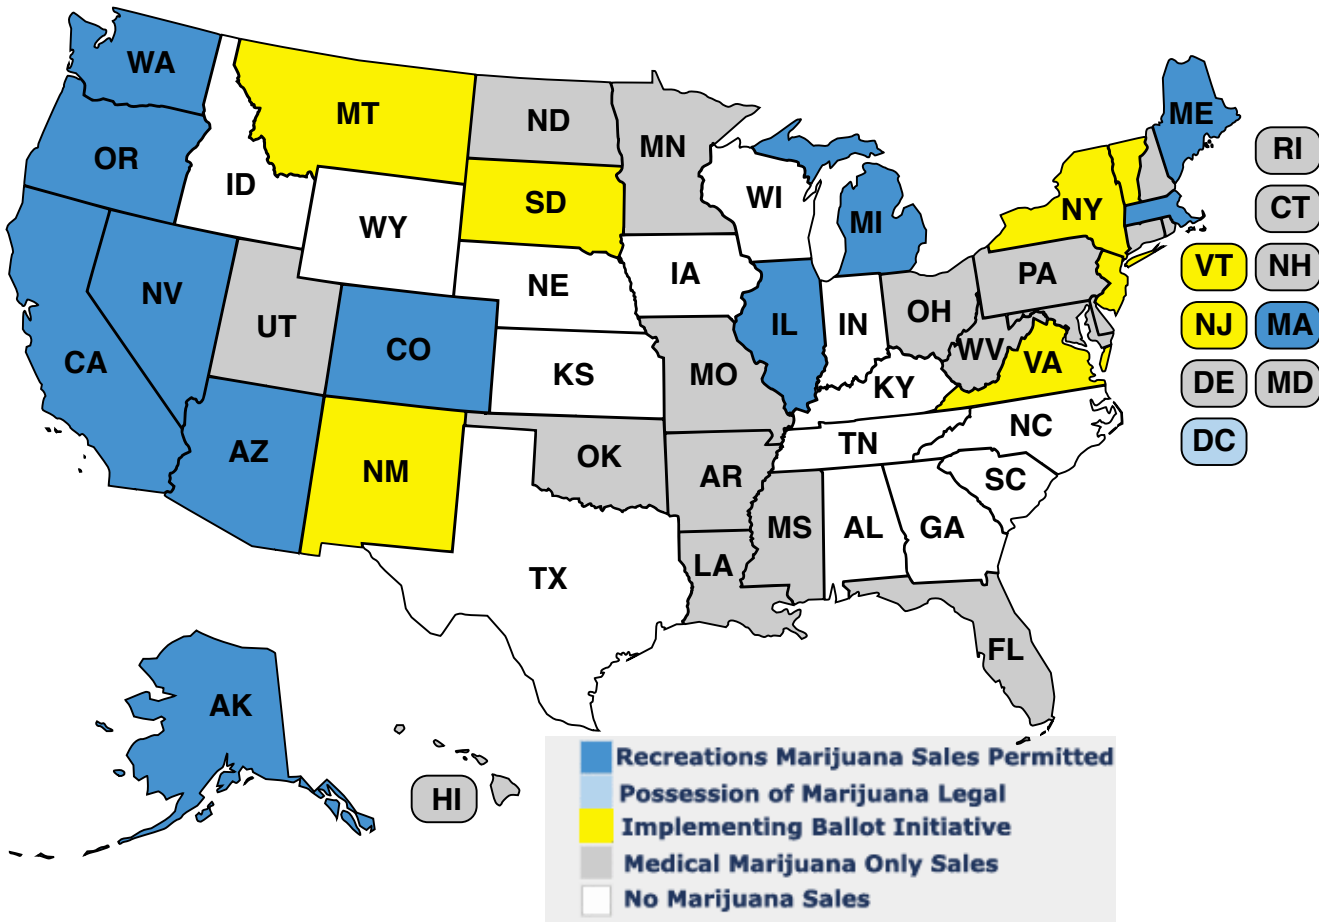 WA
ME
MT
ND
MN
RI
OR
ID
SD
WI
MI
NY
CT
WY
PA
VT
NH
NV
NE
IA
UT
CO
IL
IN
OH
NJ
MA
CA
KS
MO
WV
VA
KY
DE
MD
AZ
NM
OK
AR
TN
NC
DC
SC
MS
AL
GA
LA
TX
FL
AK
HI
Recreations Marijuana Sales Permitted
Possession of Marijuana Legal
Implementing Ballot Initiative
Medical Marijuana Only Sales
No Marijuana Sales